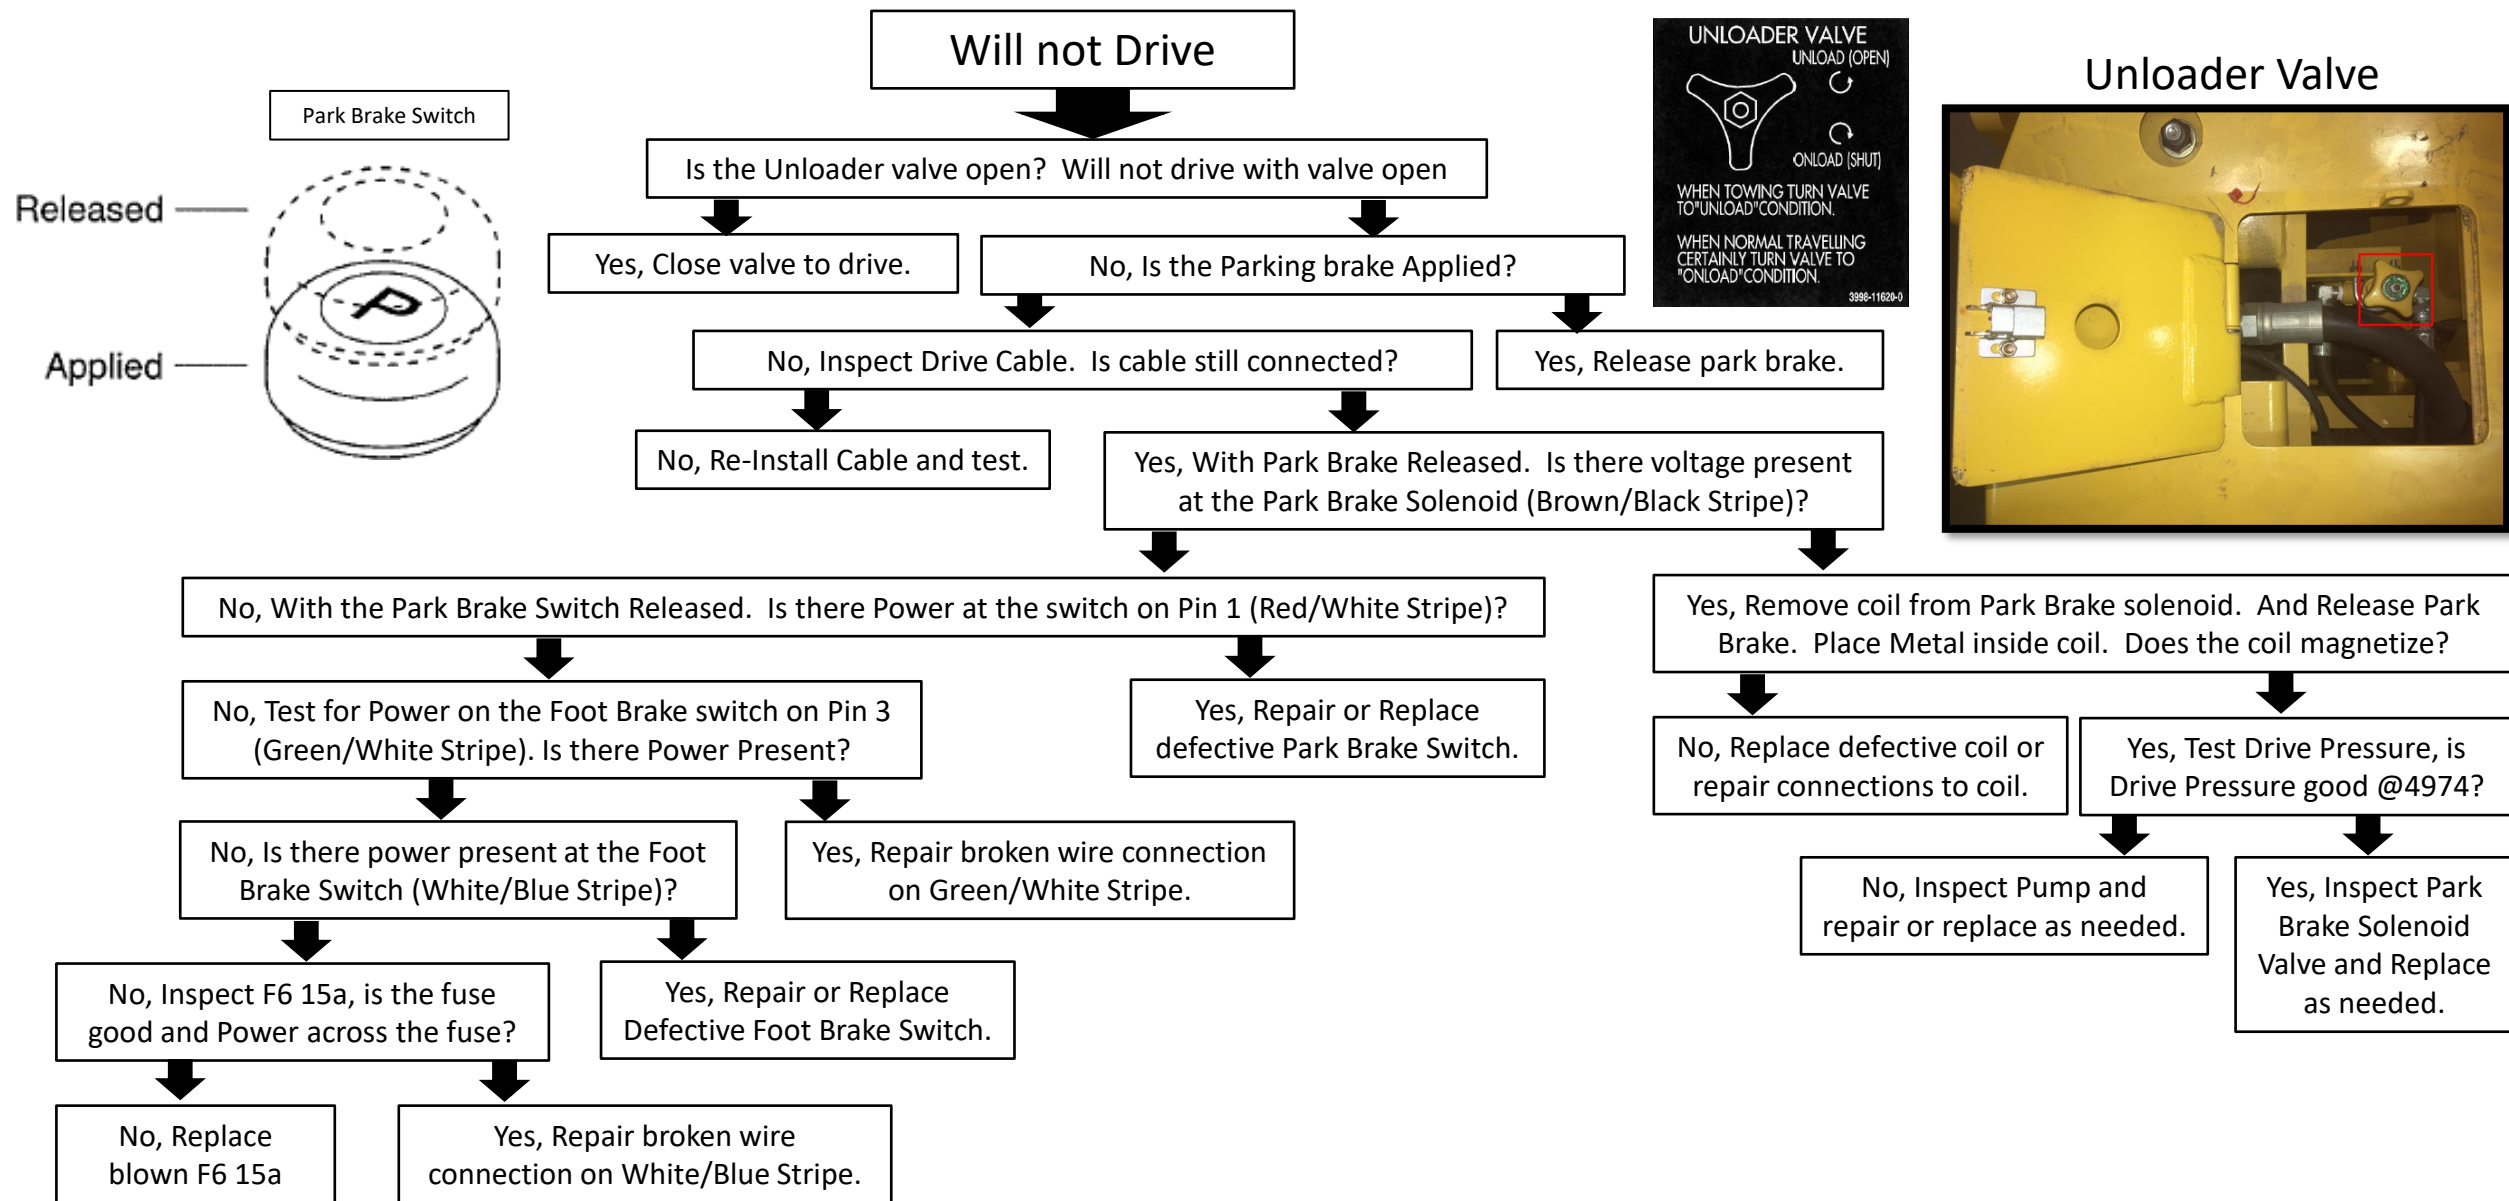 Will not Drive
Park Brake Switch
Released
Applied
P
UNLOADER VALVE
UNLOAD (OPEN)
ONLOAD (SHUT)
WHEN TOWING TURN VALVE
TO"UNLOAD"CONDITION.
WHEN NORMAL TRAVELLING
CERTAINLY TURN VALVE TO
"ONLOAD"CONDITION.
3998-11620-0
Unloader Valve
Is the Unloader valve open?  Will not drive with valve open
Yes, Close valve to drive.
No, Is the Parking brake Applied?
No, Inspect Drive Cable.  Is cable still connected?
Yes, Release park brake.
No, Re-Install Cable and test.
Yes, With Park Brake Released.  Is there voltage present
at the Park Brake Solenoid (Brown/Black Stripe)?
No, With the Park Brake Switch Released.  Is there Power at the switch on Pin 1 (Red/White Stripe)?
Yes, Remove coil from Park Brake solenoid.  And Release Park
Brake.  Place Metal inside coil.  Does the coil magnetize?
No, Test for Power on the Foot Brake switch on Pin 3
(Green/White Stripe). Is there Power Present?
Yes, Repair or Replace
defective Park Brake Switch.
No, Replace defective coil or
repair connections to coil.
Yes, Test Drive Pressure, is
Drive Pressure good @4974?
No, Is there power present at the Foot
Brake Switch (White/Blue Stripe)?
Yes, Repair broken wire connection
on Green/White Stripe.
No, Inspect Pump and
repair or replace as needed.
Yes, Inspect Park
Brake Solenoid
Valve and Replace
as needed.
No, Inspect F6 15a, is the fuse
good and Power across the fuse?
Yes, Repair or Replace
Defective Foot Brake Switch.
No, Replace
blown F6 15a
Yes, Repair broken wire
connection on White/Blue Stripe.